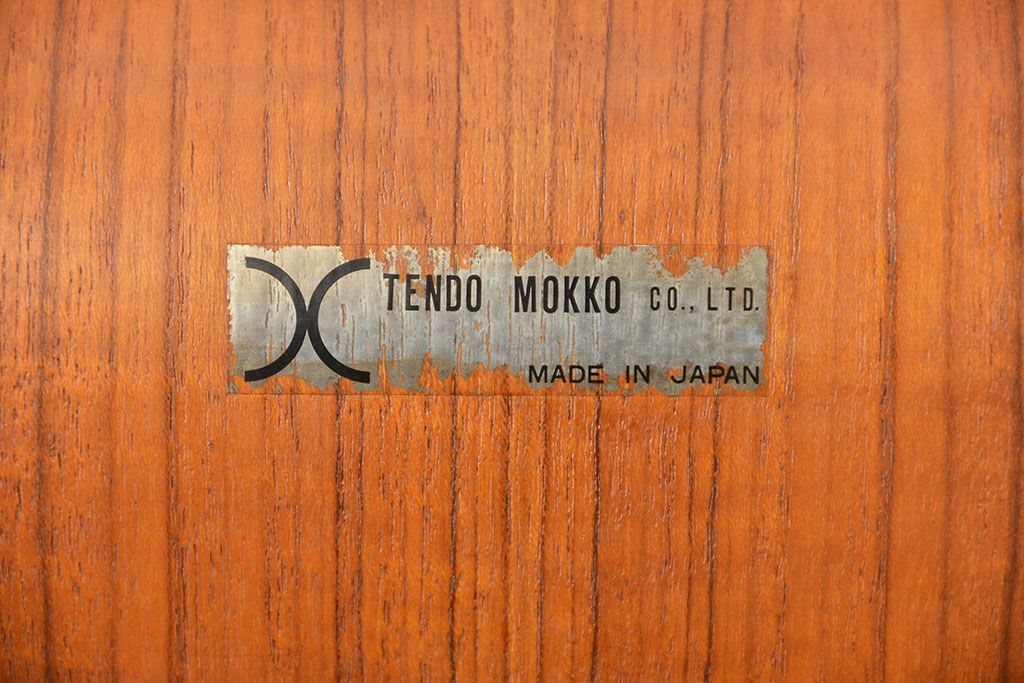 TENDO MOKKO CO., LTD.
MADE IN JAPAN